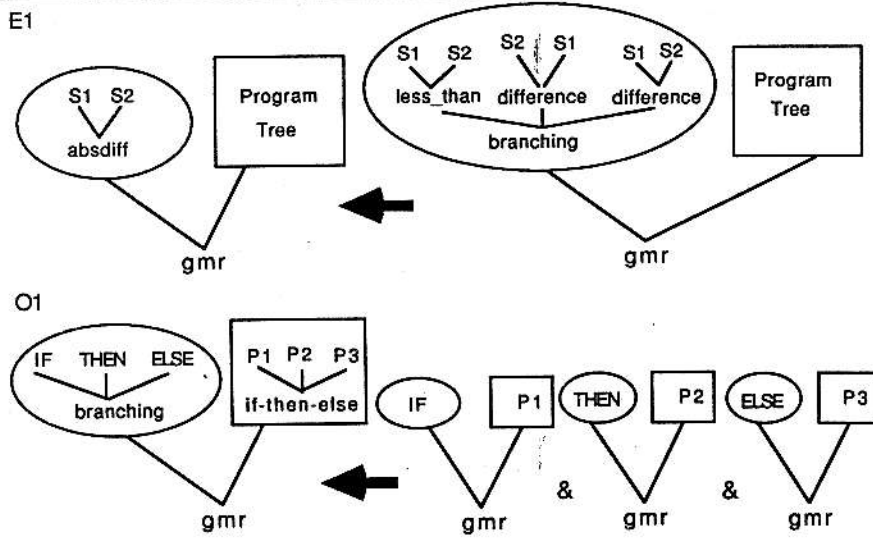 E1
S1 S2
absdiff
Program
Tree
gmr
S1 S2 S2 S1 S1 S2
less_than difference difference
branching
Program
Tree
gmr
O1
IF THEN ELSE
branching
P1 P2 P3
if-then-else
gmr
IF P1
gmr
&
THEN P2
gmr
&
ELSE P3
gmr